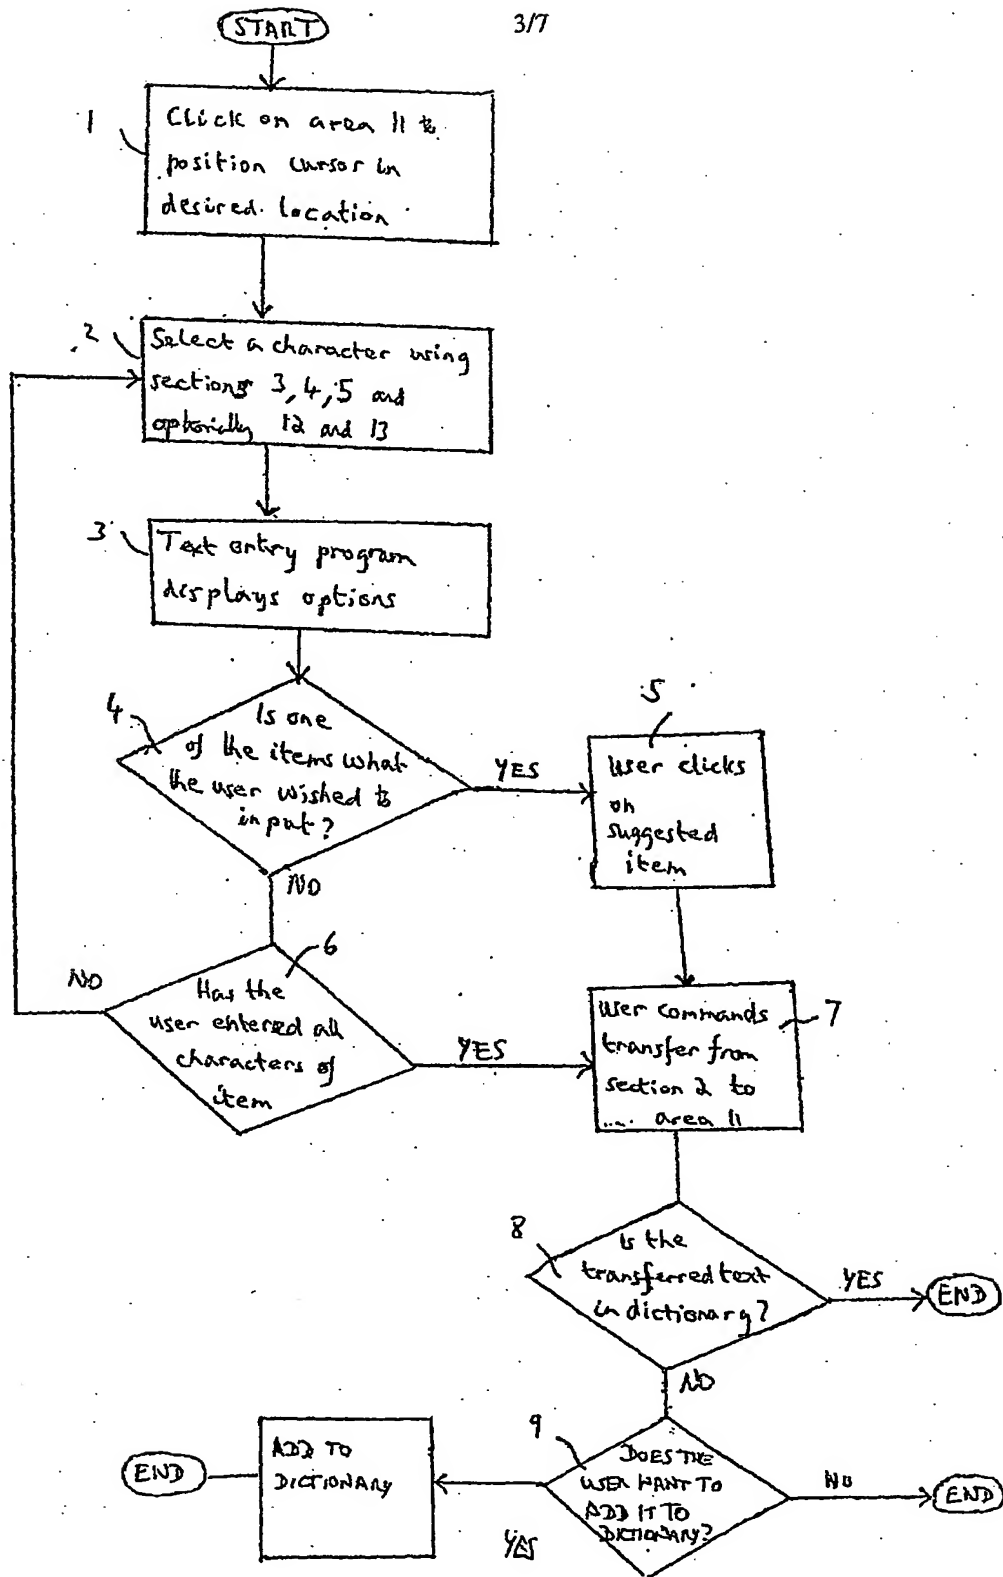 START
3/7
1
Click on area 11 to
position cursor in
desired location
2
Select a character using
sections 3, 4, 5 and
optionally 12 and 13
3
Text entry program
displays options
4
Is one
of the items what
the user wished to
input?
YES
5
User clicks
on
suggested
item
NO
6
Has the
user entered all
characters of
item
NO
YES
7
User commands
transfer from
section 2 to
.... area 11
8
Is the
transferred text
in dictionary?
YES
END
NO
9
DOES THE
USER WANT TO
ADD IT TO
DICTIONARY?
NO
END
YES
ADD TO
DICTIONARY
END